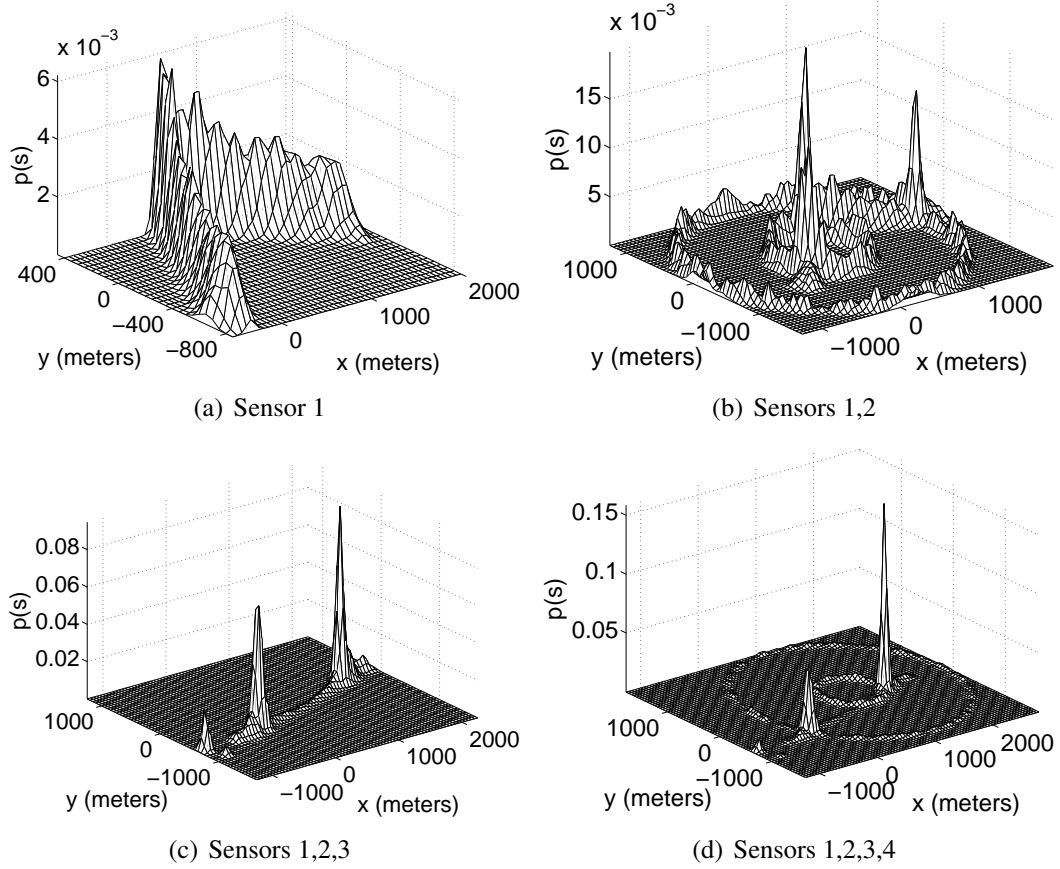 x 10⁻³
6
4
2
p(s)
400
0
−400
−800
y (meters)
0
1000
2000
x (meters)
(a) Sensor 1
x 10⁻³
15
10
5
p(s)
1000
0
−1000
y (meters)
−1000
0
1000
x (meters)
(b) Sensors 1,2
0.08
0.06
0.04
0.02
p(s)
1000
0
−1000
y (meters)
−1000
0
1000
2000
x (meters)
(c) Sensors 1,2,3
0.15
0.1
0.05
p(s)
1000
0
−1000
y (meters)
−1000
0
1000
2000
x (meters)
(d) Sensors 1,2,3,4